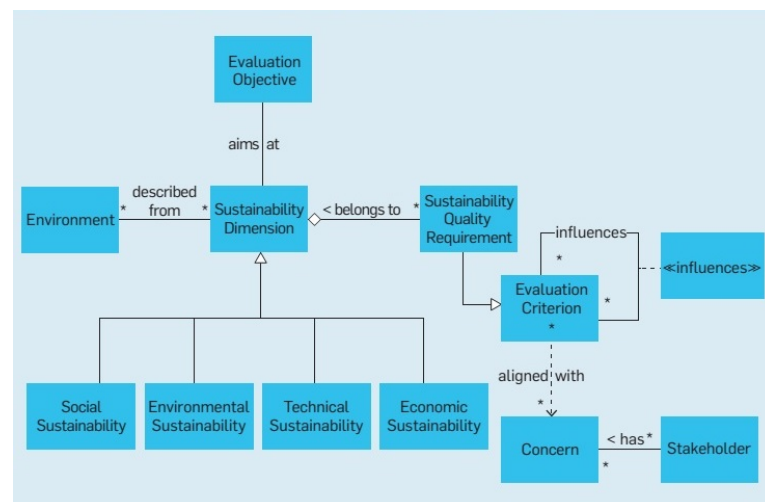 Evaluation
Objective
aims at
described
from
* *
Environment
Sustainability
Dimension
< belongs to *
Sustainability
Quality
Requirement
influences
*
≪influences≫
Evaluation
Criterion
*
*
aligned with
*
Social
Sustainability
Environmental
Sustainability
Technical
Sustainability
Economic
Sustainability
Concern
< has *
*
Stakeholder